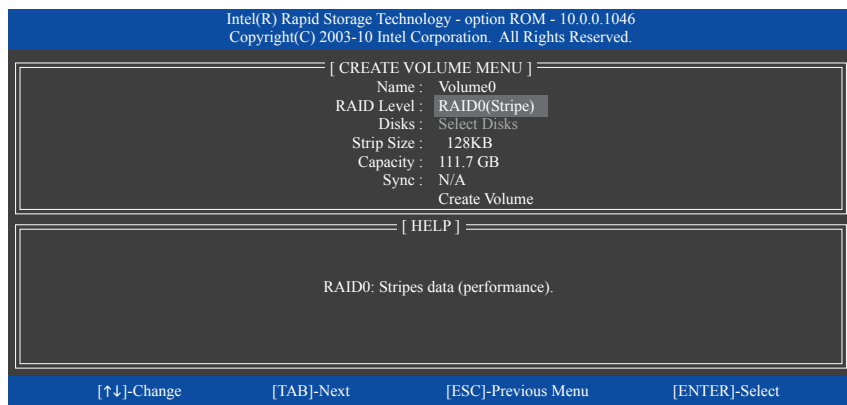 Intel(R) Rapid Storage Technology - option ROM - 10.0.0.1046
Copyright(C) 2003-10 Intel Corporation. All Rights Reserved.
[ CREATE VOLUME MENU ]
Name : Volume0
RAID Level : RAID0(Stripe)
Disks : Select Disks
Strip Size : 128KB
Capacity : 111.7 GB
Sync : N/A
Create Volume
[ HELP ]
RAID0: Stripes data (performance).
[↑↓]-Change [TAB]-Next [ESC]-Previous Menu [ENTER]-Select